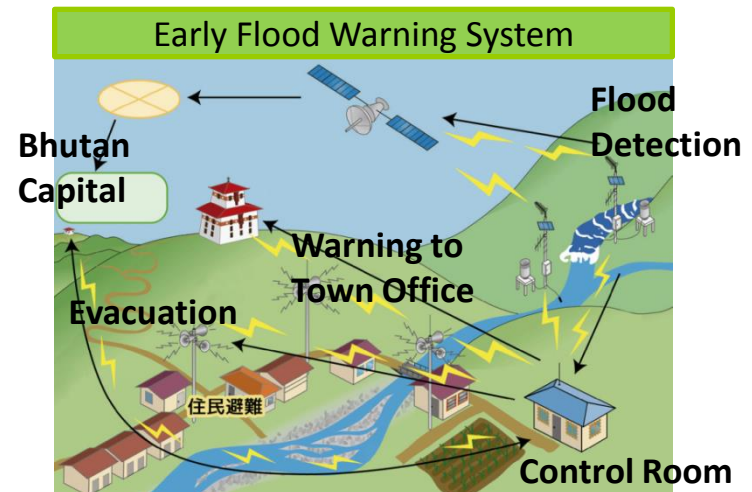 Early Flood Warning System
Flood
Detection
Bhutan
Capital
Warning to
Town Office
Evacuation
住民避難
Control Room